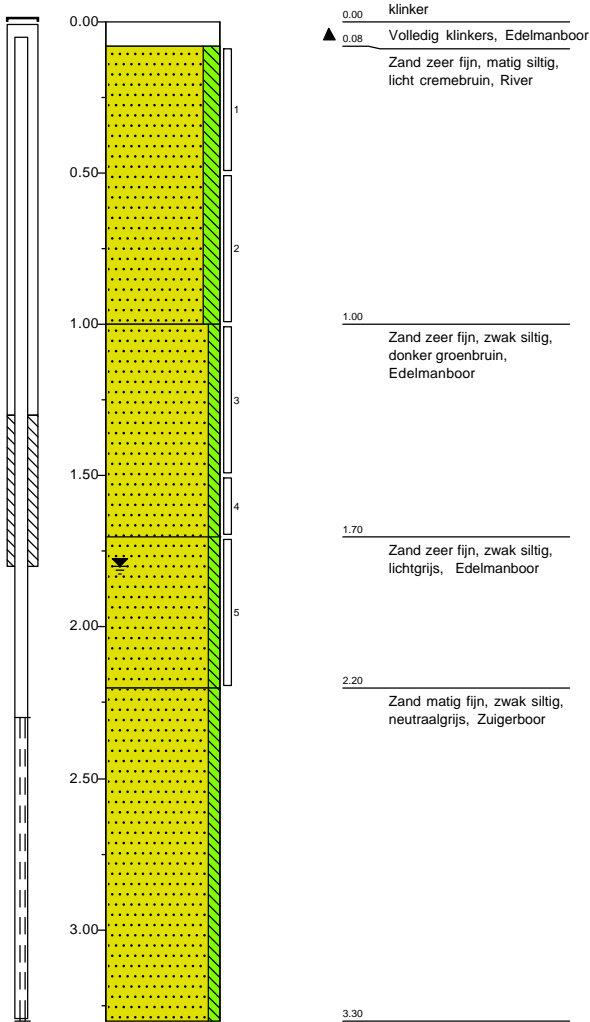 0.00
0.50
1.00
1.50
2.00
2.50
3.00
1
2
3
4
5
klinker
0.00
Volledig klinkers, Edelmanboor
0.08
Zand zeer fijn, matig siltig,
licht cremebruin, River
1.00
Zand zeer fijn, zwak siltig,
donker groenbruin,
Edelmanboor
1.70
Zand zeer fijn, zwak siltig,
lichtgrijs, Edelmanboor
2.20
Zand matig fijn, zwak siltig,
neutraalgrijs, Zuigerboor
3.30